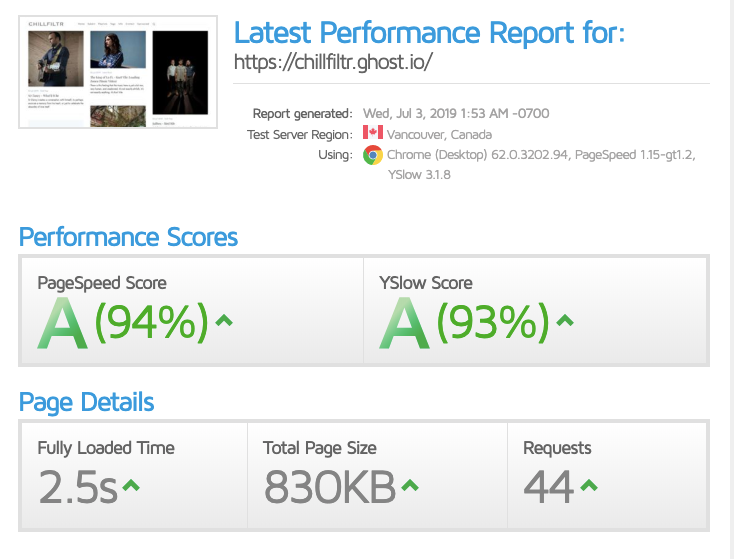 CHILLFILTR
Latest Performance Report for:
https://chillfiltr.ghost.io/
Report generated: Wed, Jul 3, 2019 1:53 AM -0700
Test Server Region: Vancouver, Canada
Using: Chrome (Desktop) 62.0.3202.94, PageSpeed 1.15-gt1.2,
YSlow 3.1.8
Performance Scores
PageSpeed Score
A (94%)
YSlow Score
A (93%)
Page Details
Fully Loaded Time
2.5s
Total Page Size
830KB
Requests
44